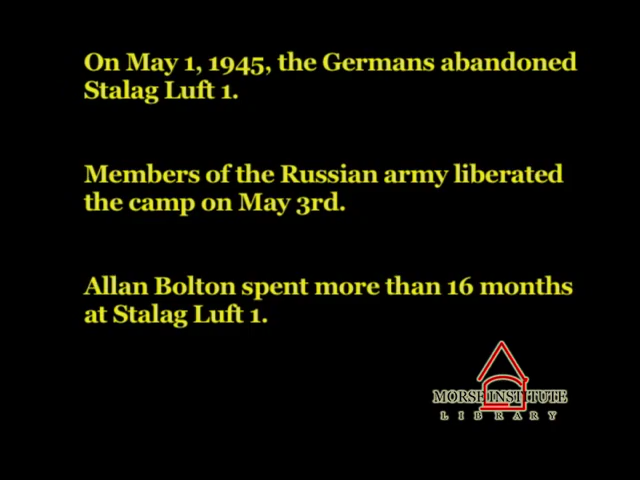 On May 1, 1945, the Germans abandoned
Stalag Luft 1.
Members of the Russian army liberated
the camp on May 3rd.
Allan Bolton spent more than 16 months
at Stalag Luft 1.
MORSE INSTITUTE
LIBRARY